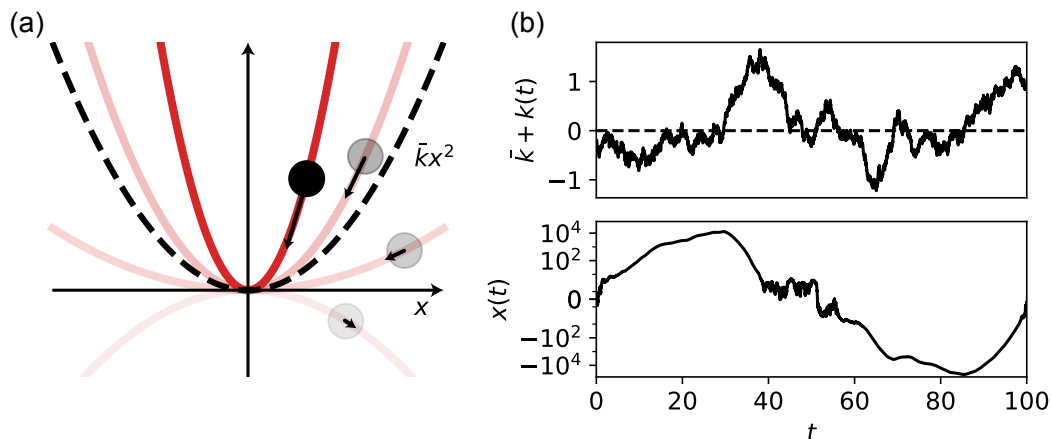 (a)
k̄x²
x
(b)
k̄ + k(t)
1
0
−1
x(t)
10⁴
10²
0
−10²
−10⁴
0 20 40 60 80 100
t